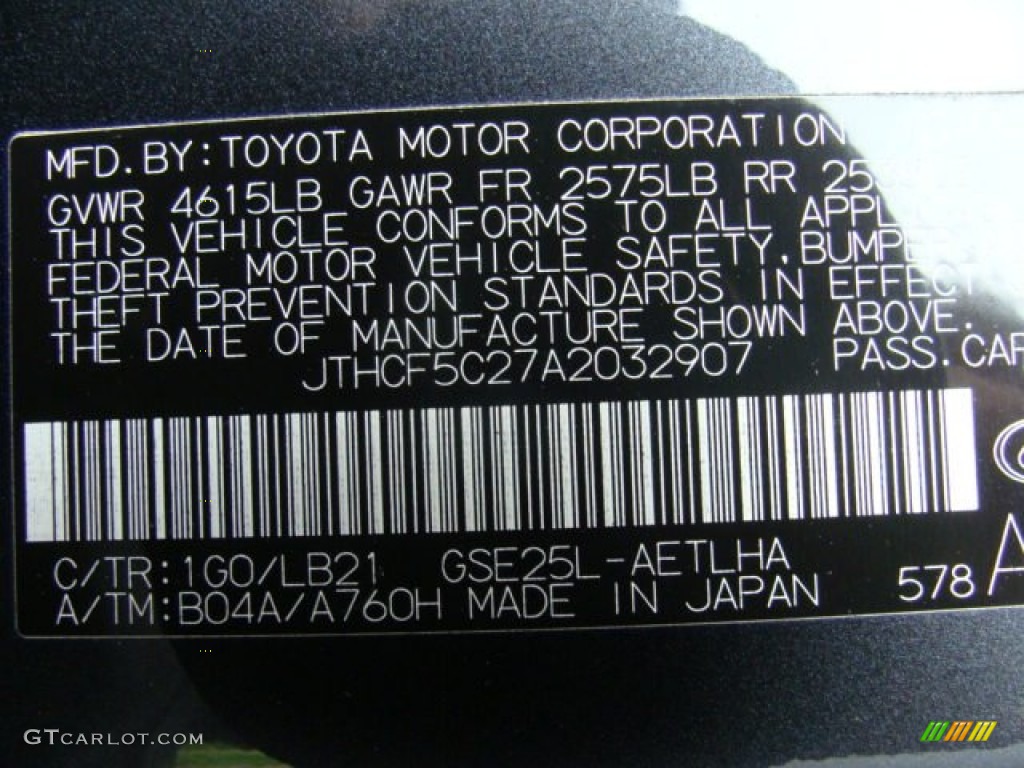 MFD.BY:TOYOTA MOTOR CORPORATION
GVWR 4615LB GAWR FR 2575LB RR
THIS VEHICLE CONFORMS TO ALL
FEDERAL MOTOR VEHICLE SAFETY,
THEFT PREVENTION STANDARDS IN EFFECT
THE DATE OF MANUFACTURE SHOWN ABOVE.
JTHCF5C27A2032907 PASS.CAR
C/TR:1G0/LB21 GSE25L-AETLHA
A/TM:B04A/A760H MADE IN JAPAN 578
GTCARLOT.COM